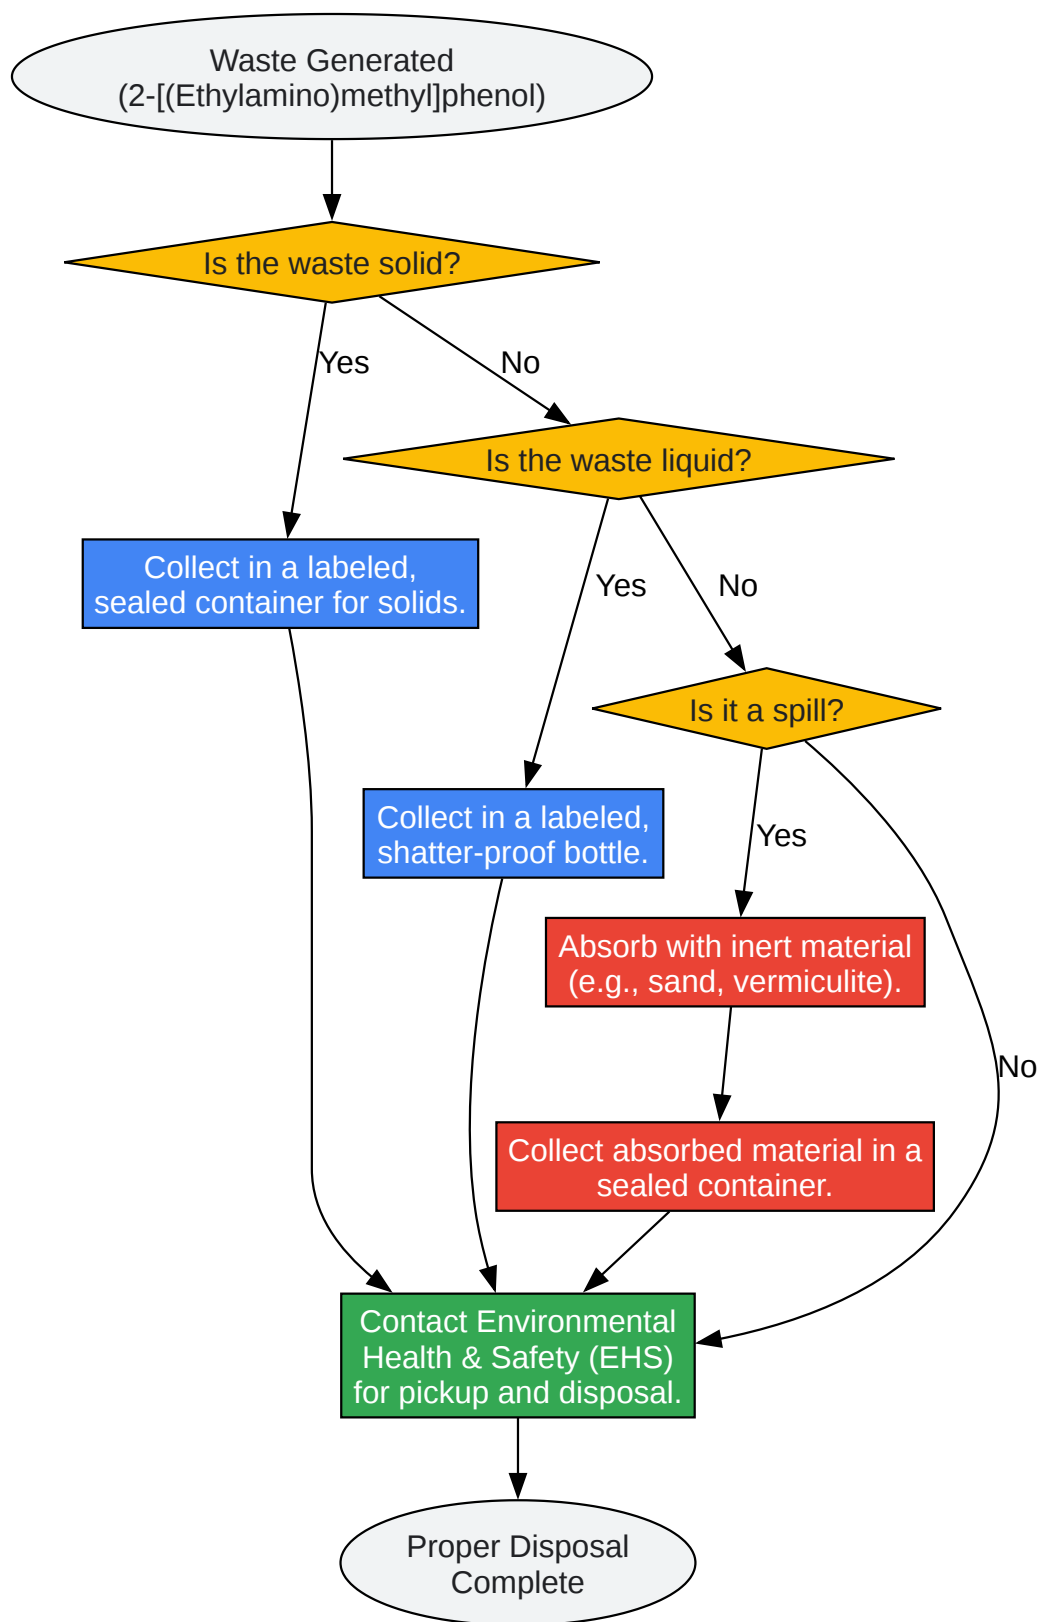 Waste Generated
(2-[(Ethylamino)methyl]phenol)
Is the waste solid?
Yes
No
Is the waste liquid?
Collect in a labeled,
sealed container for solids.
Yes
No
Is it a spill?
Collect in a labeled,
shatter-proof bottle.
Yes
Absorb with inert material
(e.g., sand, vermiculite).
No
Collect absorbed material in a
sealed container.
Contact Environmental
Health & Safety (EHS)
for pickup and disposal.
Proper Disposal
Complete